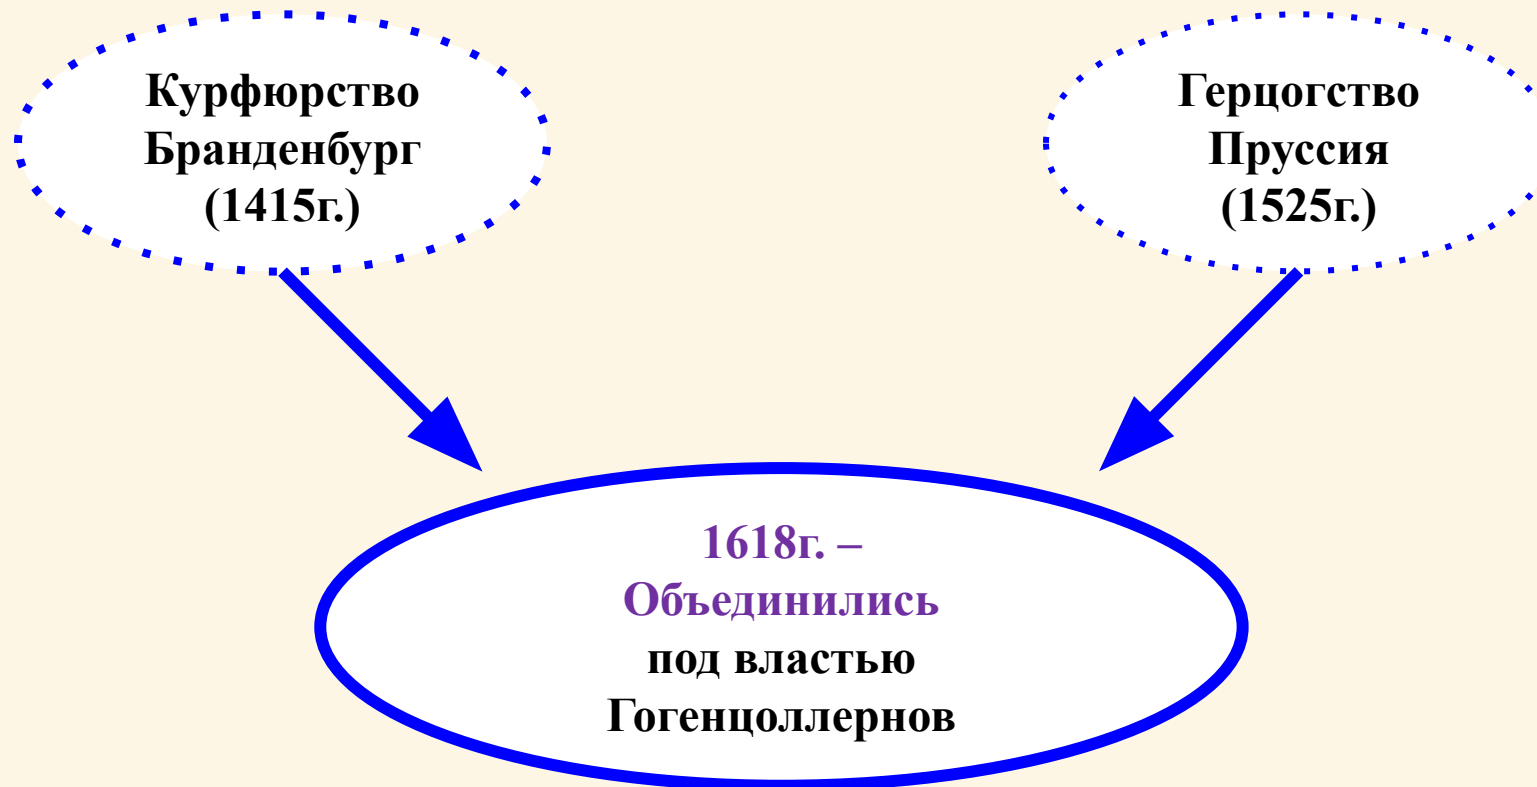 Курфюрство
Бранденбург
(1415г.)
Герцогство
Пруссия
(1525г.)
1618г. –
Объединились
под властью
Гогенцоллернов